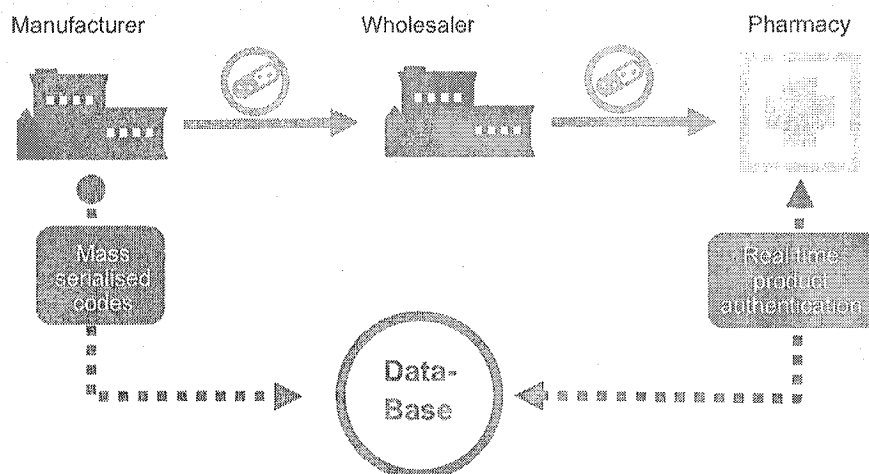 Manufacturer
Wholesaler
Pharmacy
Mass
serialised
codes
Real-time
product
authentication
Data-
Base